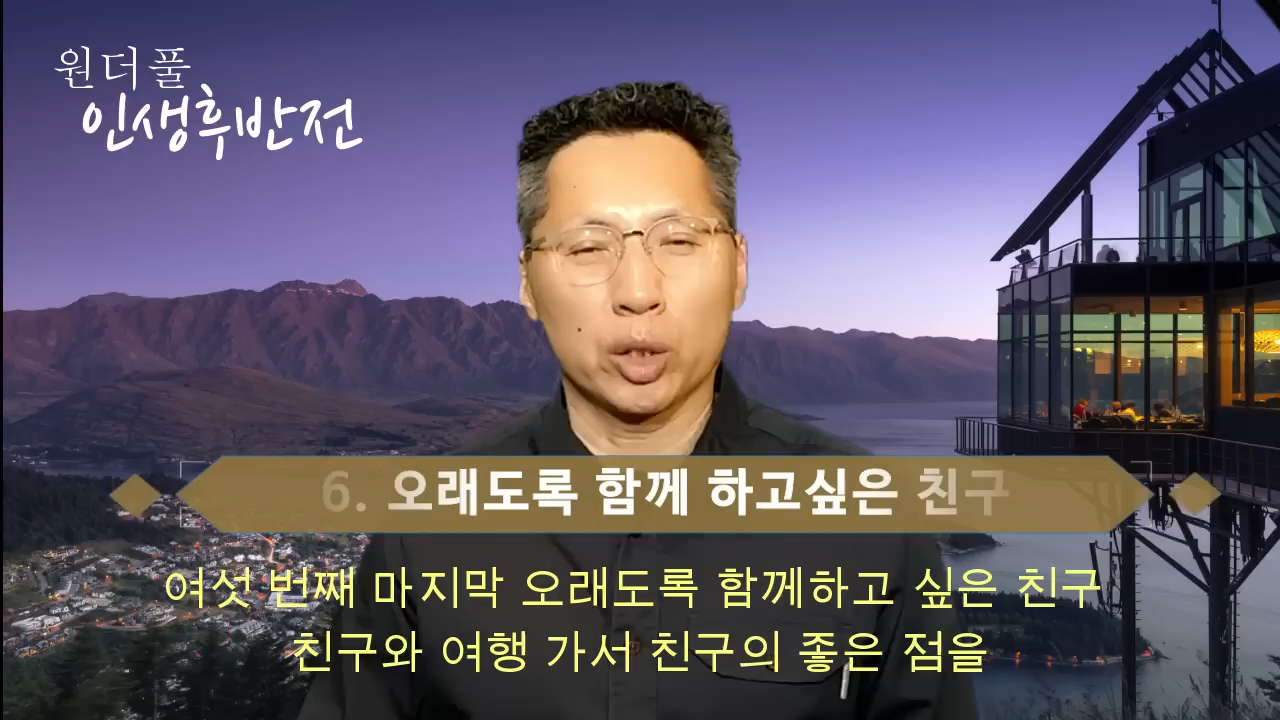 원더풀
인생후반전
6. 오래도록 함께 하고싶은 친구
여섯 번째 마지막 오래도록 함께하고 싶은 친구
친구와 여행 가서 친구의 좋은 점을